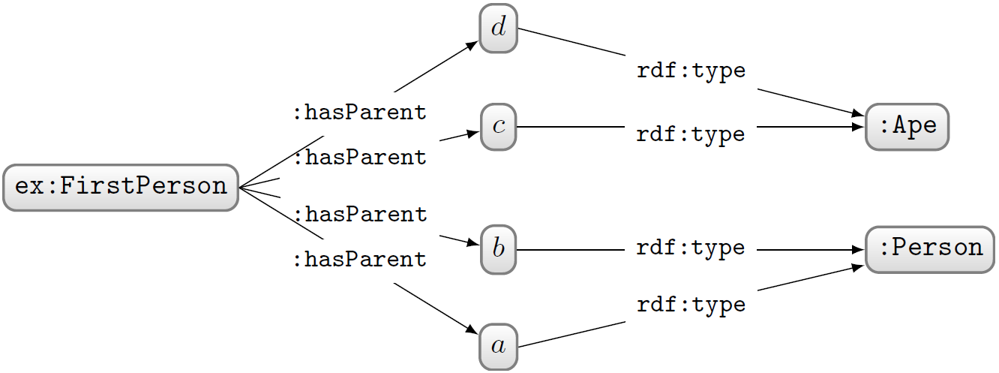 d
rdf:type
:hasParent
c
rdf:type
:Ape
:hasParent
ex:FirstPerson
:hasParent
b
rdf:type
:Person
:hasParent
rdf:type
a